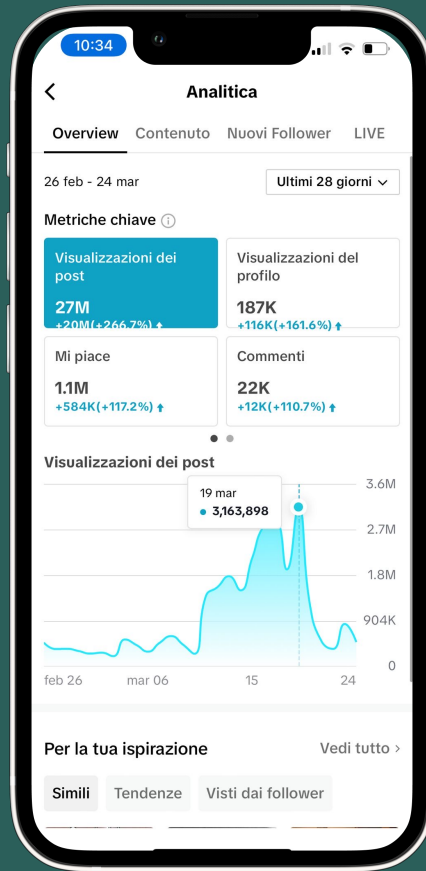 10:34
Analitica
Overview Contenuto Nuovi Follower LIVE
26 feb - 24 mar
Ultimi 28 giorni
Metriche chiave
Visualizzazioni dei
post
27M
+20M(+266.7%)
Visualizzazioni del
profilo
187K
+116K(+161.6%)
Mi piace
1.1M
+584K(+117.2%)
Commenti
22K
+12K(+110.7%)
Visualizzazioni dei post
19 mar
3,163,898
3.6M
2.7M
1.8M
904K
0
feb 26 mar 06 15 24
Per la tua ispirazione
Vedi tutto
Simili Tendenze Visti dai follower